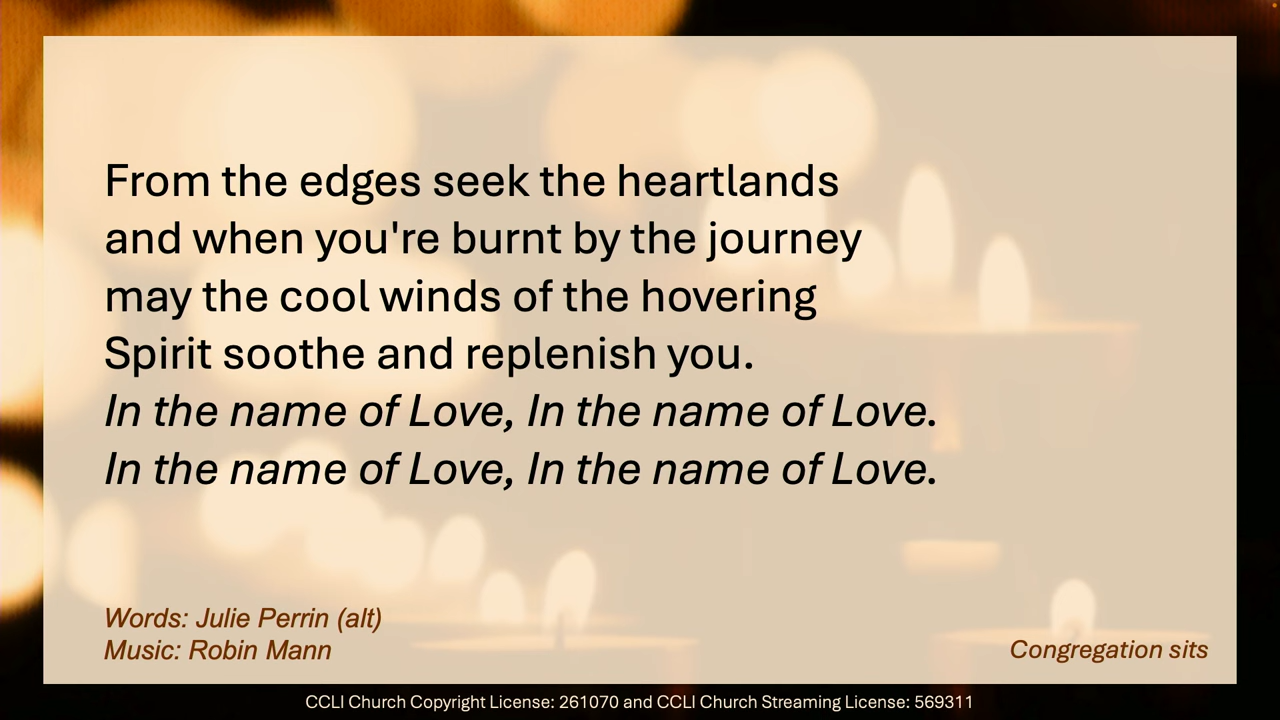 From the edges seek the heartlands
and when you're burnt by the journey
may the cool winds of the hovering
Spirit soothe and replenish you.
In the name of Love, In the name of Love.
In the name of Love, In the name of Love.
Words: Julie Perrin (alt)
Music: Robin Mann
Congregation sits
CCLI Church Copyright License: 261070 and CCLI Church Streaming License: 569311